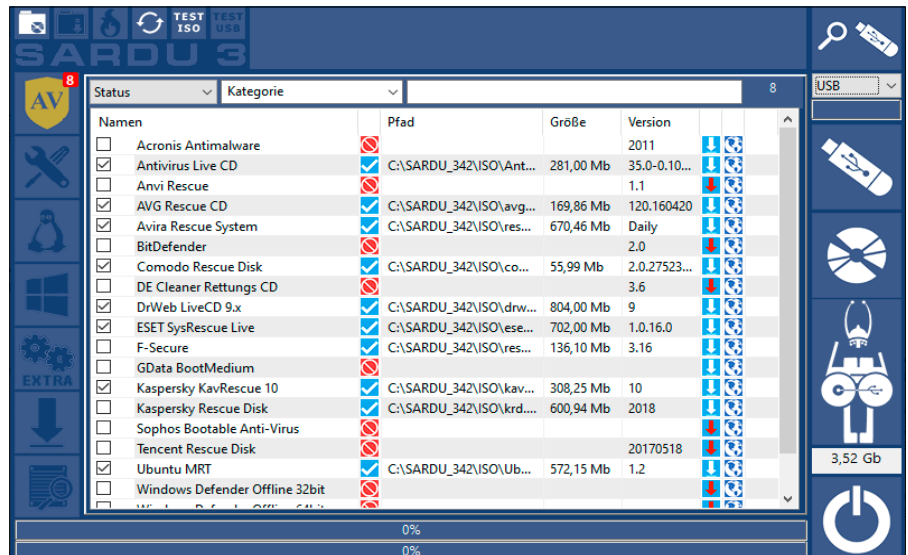 TEST ISO
TEST USB
SARDU 3
AV 8
Status Kategorie 8 USB
Namen Pfad Größe Version
Acronis Antimalware 2011
Antivirus Live CD C:\SARDU_342\ISO\Ant... 281,00 Mb 35.0-0.10...
Anvi Rescue 1.1
AVG Rescue CD C:\SARDU_342\ISO\avg... 169,86 Mb 120.160420
Avira Rescue System C:\SARDU_342\ISO\res... 670,46 Mb Daily
BitDefender 2.0
Comodo Rescue Disk C:\SARDU_342\ISO\co... 55,99 Mb 2.0.27523...
DE Cleaner Rettungs CD 3.6
DrWeb LiveCD 9.x C:\SARDU_342\ISO\drw... 804,00 Mb 9
ESET SysRescue Live C:\SARDU_342\ISO\ese... 702,00 Mb 1.0.16.0
F-Secure C:\SARDU_342\ISO\res... 136,10 Mb 3.16
GData BootMedium
EXTRA
Kaspersky KavRescue 10 C:\SARDU_342\ISO\kav... 308,25 Mb 10
Kaspersky Rescue Disk C:\SARDU_342\ISO\krd.... 600,94 Mb 2018
Sophos Bootable Anti-Virus
Tencent Rescue Disk 20170518
Ubuntu MRT C:\SARDU_342\ISO\Ub... 572,15 Mb 1.2
3,52 Gb
Windows Defender Offline 32bit
Windows Defender Offline 64bit
0%
0%